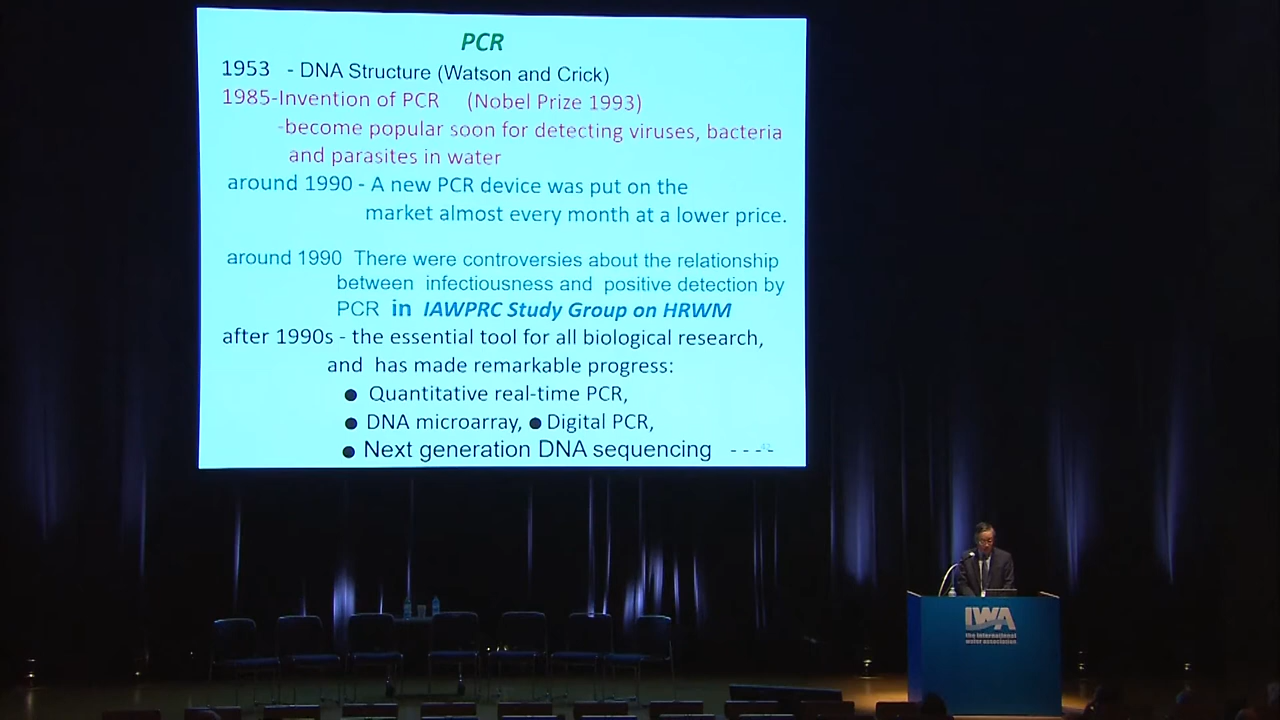 PCR
1953 - DNA Structure (Watson and Crick)
1985-Invention of PCR (Nobel Prize 1993)
-become popular soon for detecting viruses, bacteria
and parasites in water
around 1990 - A new PCR device was put on the
market almost every month at a lower price.
around 1990 There were controversies about the relationship
between infectiousness and positive detection by
PCR in IAWPRC Study Group on HRWM
after 1990s - the essential tool for all biological research,
and has made remarkable progress:
● Quantitative real-time PCR,
● DNA microarray, ● Digital PCR,
● Next generation DNA sequencing - - - -
IWA
the international
water association